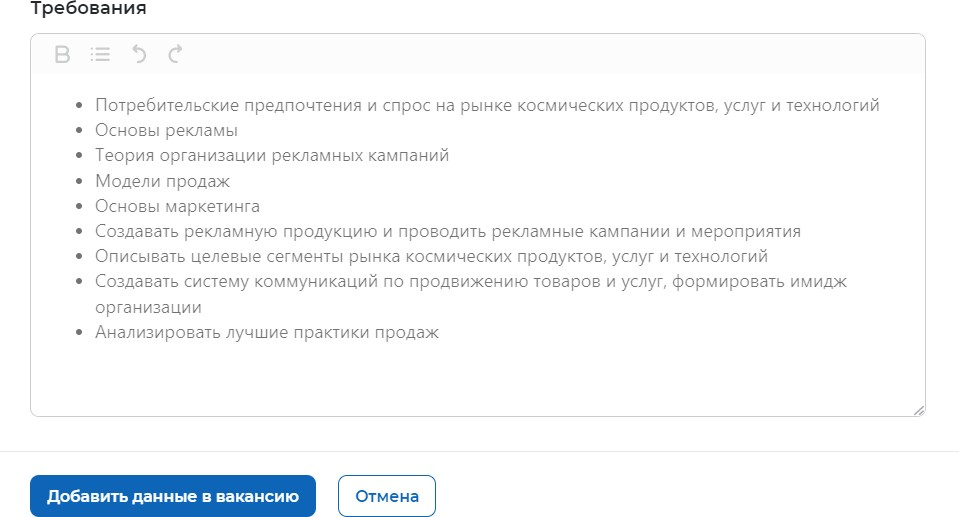 Требования
B
Потребительские предпочтения и спрос на рынке космических продуктов, услуг и технологий
Основы рекламы
Теория организации рекламных кампаний
Модели продаж
Основы маркетинга
Создавать рекламную продукцию и проводить рекламные кампании и мероприятия
Описывать целевые сегменты рынка космических продуктов, услуг и технологий
Создавать систему коммуникаций по продвижению товаров и услуг, формировать имидж
организации
Анализировать лучшие практики продаж
Добавить данные в вакансию
Отмена